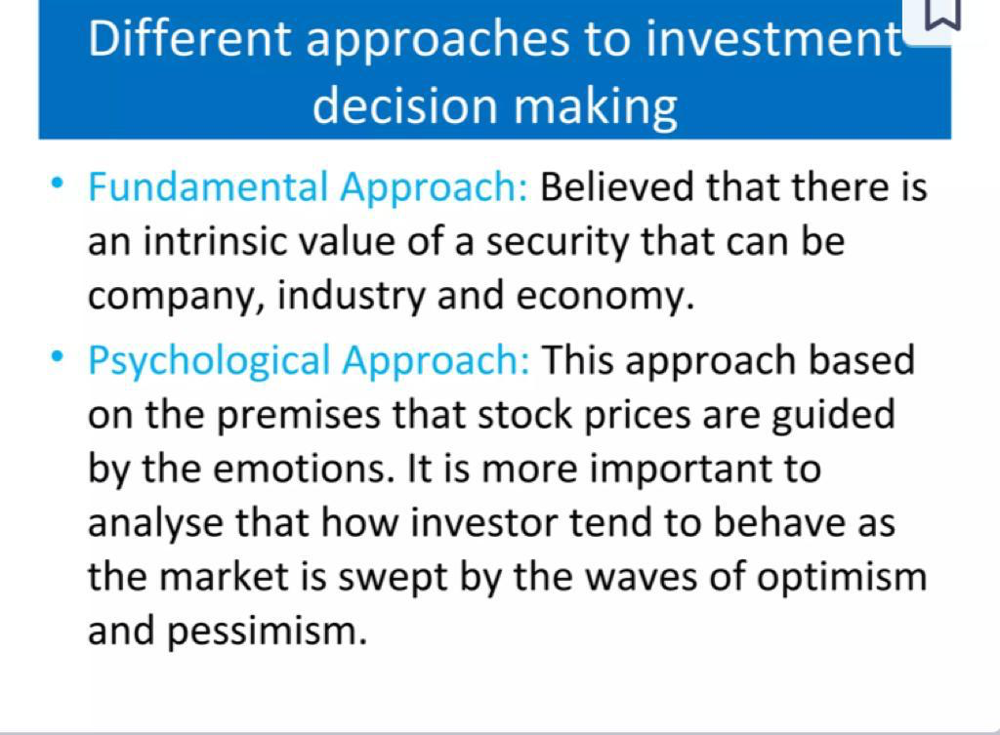 Different approaches to investment
decision making
• Fundamental Approach: Believed that there is
an intrinsic value of a security that can be
company, industry and economy.
• Psychological Approach: This approach based
on the premises that stock prices are guided
by the emotions. It is more important to
analyse that how investor tend to behave as
the market is swept by the waves of optimism
and pessimism.